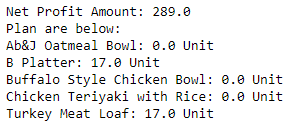 Net Profit Amount: 289.0
Plan are below:
Ab&J Oatmeal Bowl: 0.0 Unit
B Platter: 17.0 Unit
Buffalo Style Chicken Bowl: 0.0 Unit
Chicken Teriyaki with Rice: 0.0 Unit
Turkey Meat Loaf: 17.0 Unit